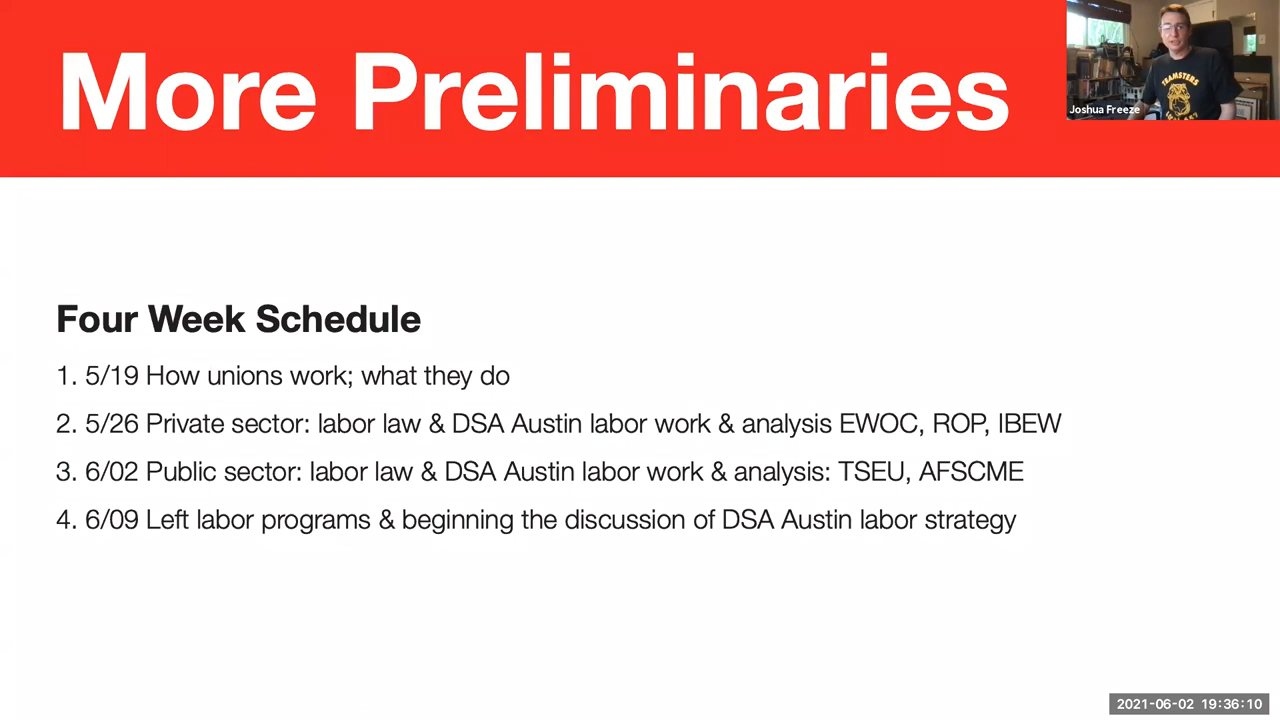 More Preliminaries
TEAMSTERS
Joshua Freeze
Four Week Schedule
1. 5/19 How unions work; what they do
2. 5/26 Private sector: labor law & DSA Austin labor work & analysis EWOC, ROP, IBEW
3. 6/02 Public sector: labor law & DSA Austin labor work & analysis: TSEU, AFSCME
4. 6/09 Left labor programs & beginning the discussion of DSA Austin labor strategy
2021-06-02 19:36:10